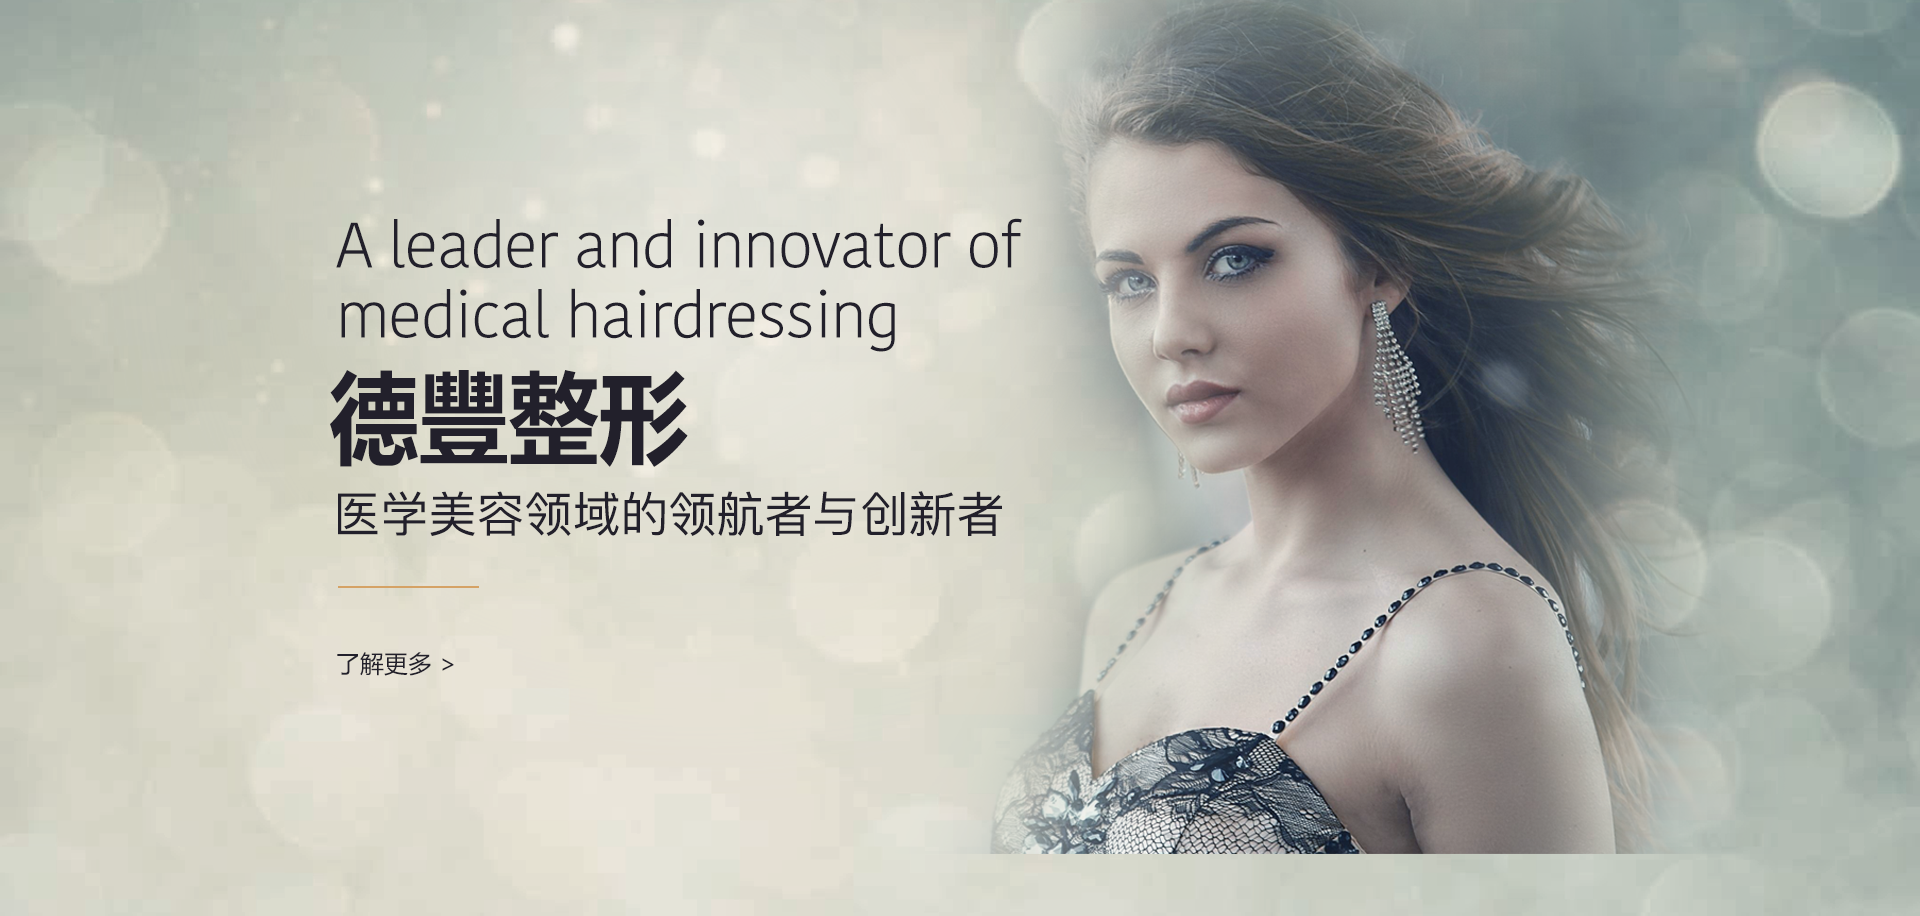 A leader and innovator of
medical hairdressing
德豐整形
医学美容领域的领航者与创新者
了解更多 >